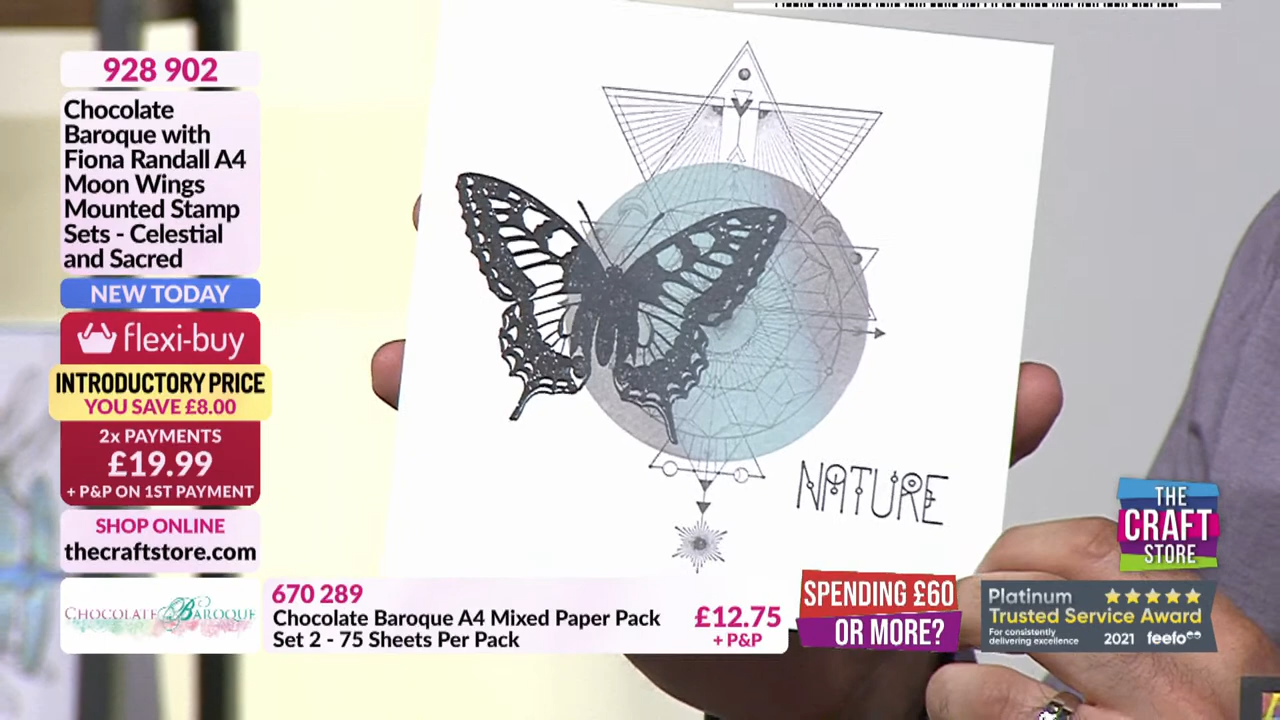 928 902
Chocolate
Baroque with
Fiona Randall A4
Moon Wings
Mounted Stamp
Sets - Celestial
and Sacred
NEW TODAY
flexi-buy
INTRODUCTORY PRICE
YOU SAVE £8.00
2x PAYMENTS
£19.99
+ P&P ON 1ST PAYMENT
SHOP ONLINE
thecraftstore.com
NATURE
THE
CRAFT
STORE
CHOCOLATE BAROQUE
670 289
Chocolate Baroque A4 Mixed Paper Pack
Set 2 - 75 Sheets Per Pack
£12.75
+ P&P
SPENDING £60
OR MORE?
Platinum
Trusted Service Award
For consistently
delivering excellence
2021 feefo